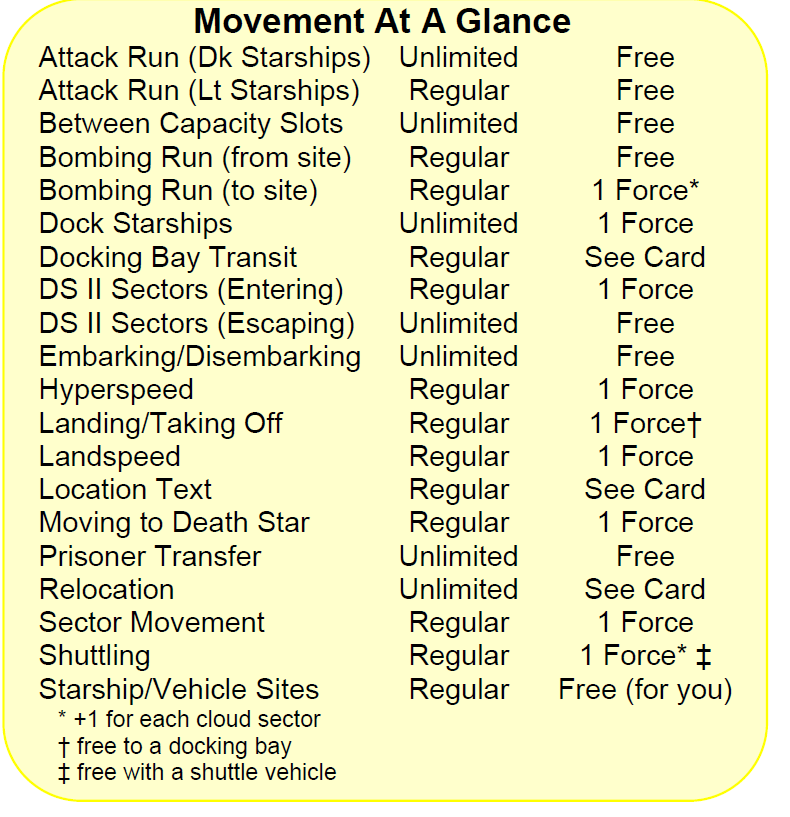 Movement At A Glance
Attack Run (Dk Starships) Unlimited Free
Attack Run (Lt Starships) Regular Free
Between Capacity Slots Unlimited Free
Bombing Run (from site) Regular Free
Bombing Run (to site) Regular 1 Force*
Dock Starships Unlimited 1 Force
Docking Bay Transit Regular See Card
DS II Sectors (Entering) Regular 1 Force
DS II Sectors (Escaping) Unlimited Free
Embarking/Disembarking Unlimited Free
Hyperspeed Regular 1 Force
Landing/Taking Off Regular 1 Force†
Landspeed Regular 1 Force
Location Text Regular See Card
Moving to Death Star Regular 1 Force
Prisoner Transfer Unlimited Free
Relocation Unlimited See Card
Sector Movement Regular 1 Force
Shuttling Regular 1 Force* ‡
Starship/Vehicle Sites Regular Free (for you)
* +1 for each cloud sector
† free to a docking bay
‡ free with a shuttle vehicle